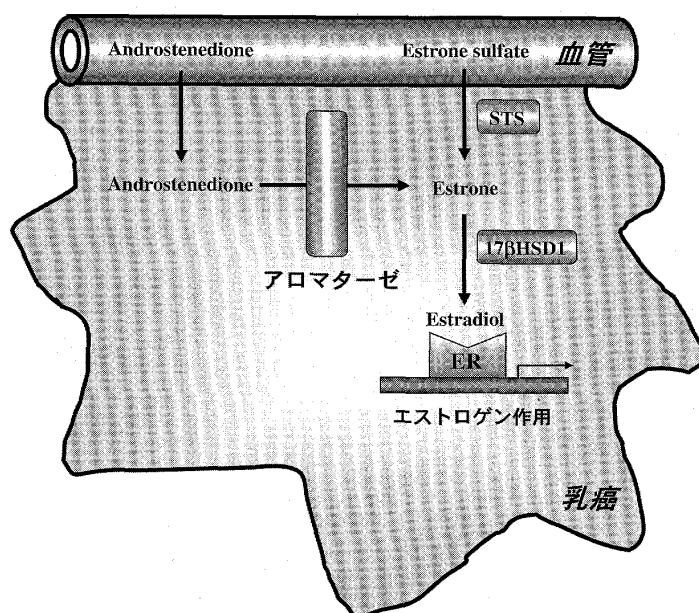 Androstenedione
Estrone sulfate
血管
STS
Androstenedione
Estrone
アロマターゼ
17βHSD1
Estradiol
ER
エストロゲン作用
乳癌